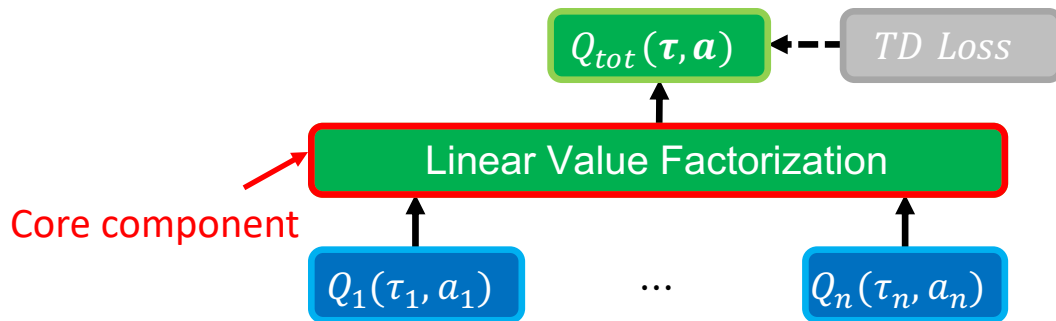 Q_tot(τ, a)
TD Loss
Linear Value Factorization
Core component
Q_1(τ_1, a_1)
...
Q_n(τ_n, a_n)